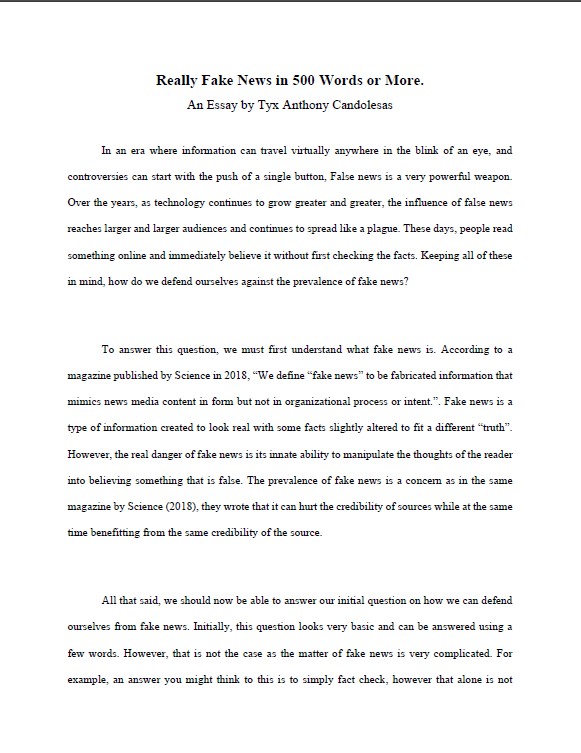 Really Fake News in 500 Words or More.
An Essay by Tyx Anthony Candolesas
In an era where information can travel virtually anywhere in the blink of an eye, and
controversies can start with the push of a single button, False news is a very powerful weapon.
Over the years, as technology continues to grow greater and greater, the influence of false news
reaches larger and larger audiences and continues to spread like a plague. These days, people read
something online and immediately believe it without first checking the facts. Keeping all of these
in mind, how do we defend ourselves against the prevalence of fake news?
To answer this question, we must first understand what fake news is. According to a
magazine published by Science in 2018, “We define “fake news” to be fabricated information that
mimics news media content in form but not in organizational process or intent.”. Fake news is a
type of information created to look real with some facts slightly altered to fit a different “truth”.
However, the real danger of fake news is its innate ability to manipulate the thoughts of the reader
into believing something that is false. The prevalence of fake news is a concern as in the same
magazine by Science (2018), they wrote that it can hurt the credibility of sources while at the same
time benefitting from the same credibility of the source.
All that said, we should now be able to answer our initial question on how we can defend
ourselves from fake news. Initially, this question looks very basic and can be answered using a
few words. However, that is not the case as the matter of fake news is very complicated. For
example, an answer you might think to this is to simply fact check, however that alone is not